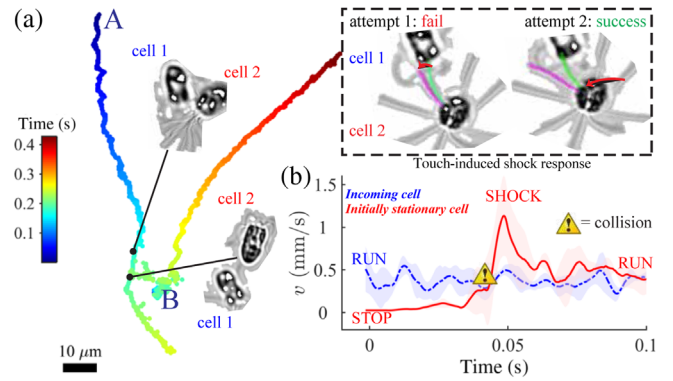 (a)
A
cell 1
cell 2
Time (s)
0.4
0.3
0.2
0.1
cell 2
B
cell 1
10 μm
attempt 1: fail
attempt 2: success
cell 1
cell 2
Touch-induced shock response
(b)
1.5
1
0.5
0
v (mm/s)
Incoming cell
Initially stationary cell
SHOCK
! = collision
RUN
RUN
!
STOP
0
0.05
0.1
Time (s)